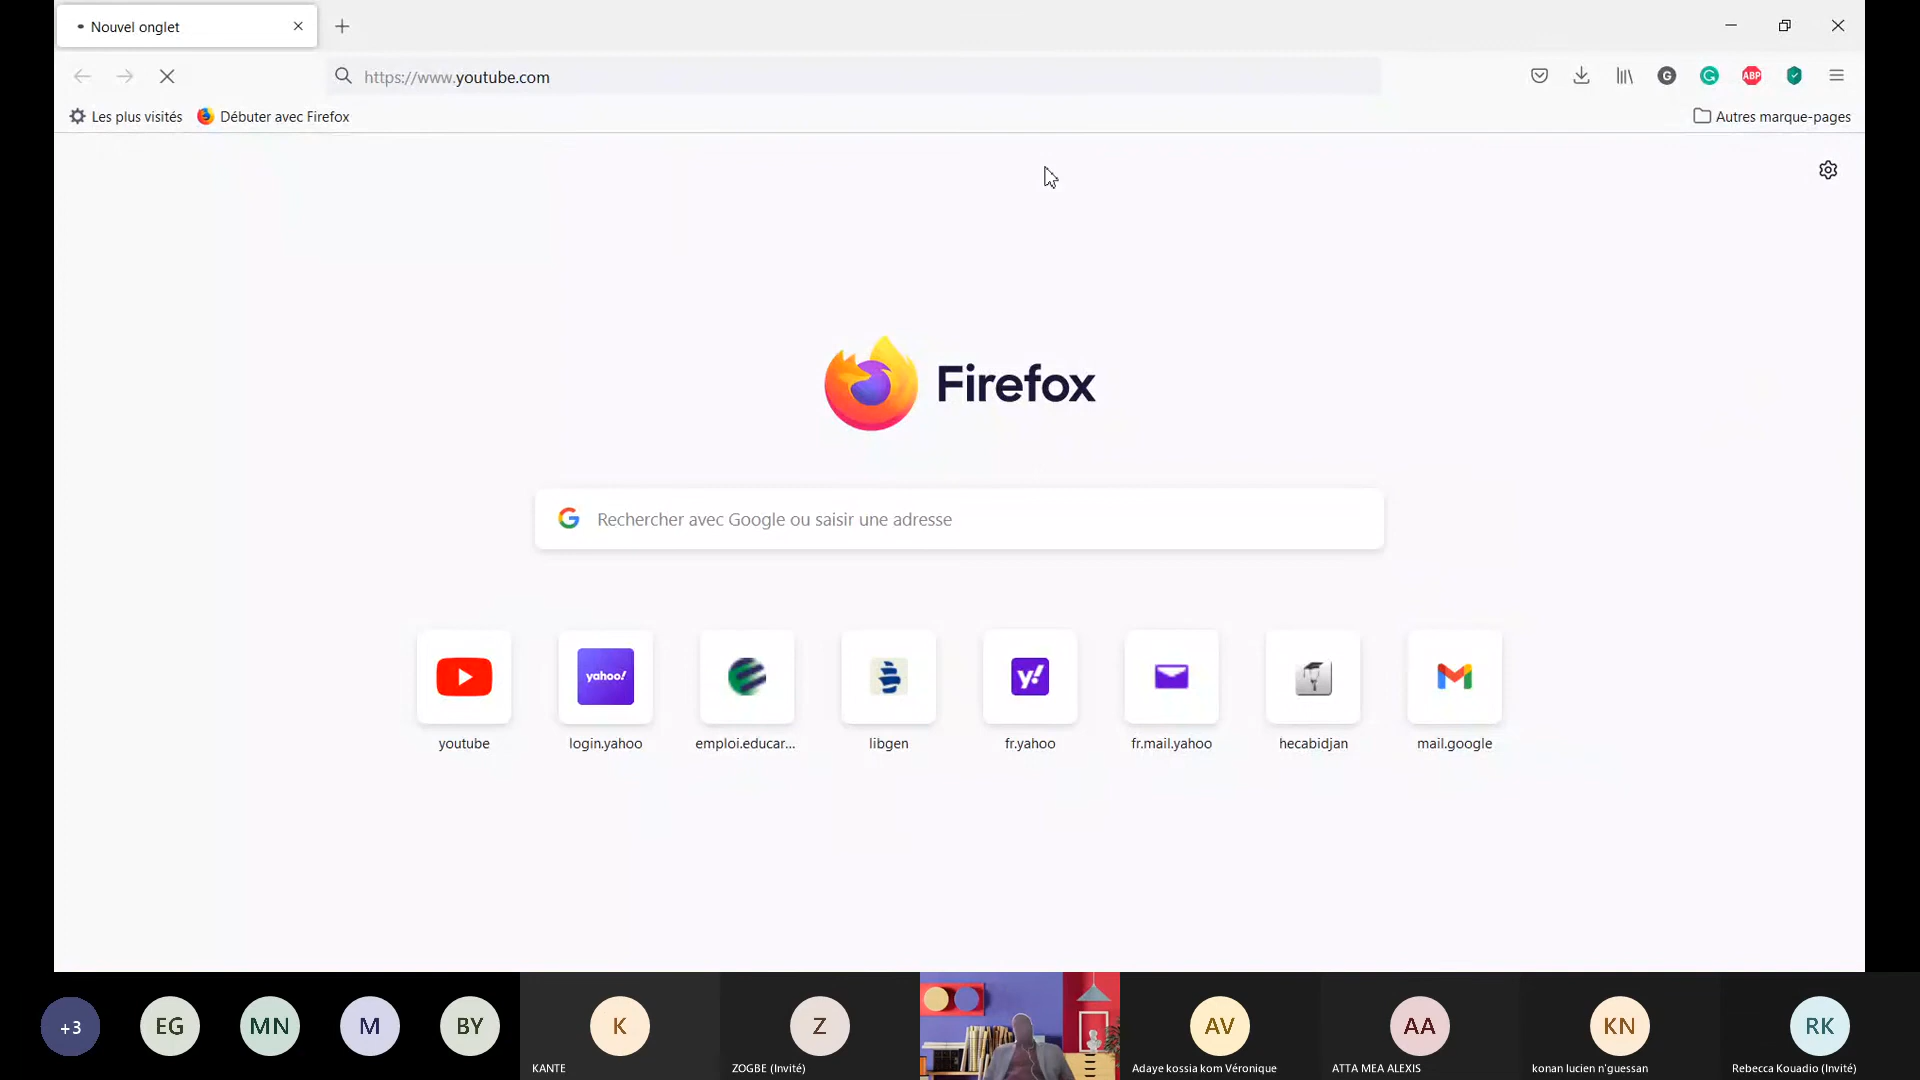 Nouvel onglet
https://www.youtube.com
G
ABP
Les plus visités
Débuter avec Firefox
Autres marque-pages
Firefox
Rechercher avec Google ou saisir une adresse
yahoo!
y!
youtube
login.yahoo
emploi.educar...
libgen
fr.yahoo
fr.mail.yahoo
hecabidjan
mail.google
+3
EG
MN
M
BY
K
Z
AV
AA
KN
RK
KANTE
ZOGBE (Invité)
Adaye kossia kom Véronique
ATTA MEA ALEXIS
konan lucien n'guessan
Rebecca Kouadio (Invité)